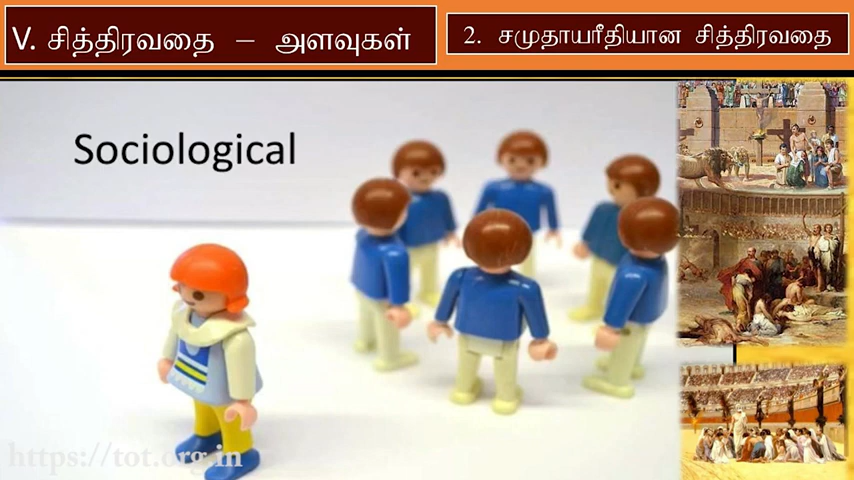 V. சித்திரவதை – அளவுகள்
2. சமுதாயரீதியான சித்திரவதை
Sociological
https://tot.org.in